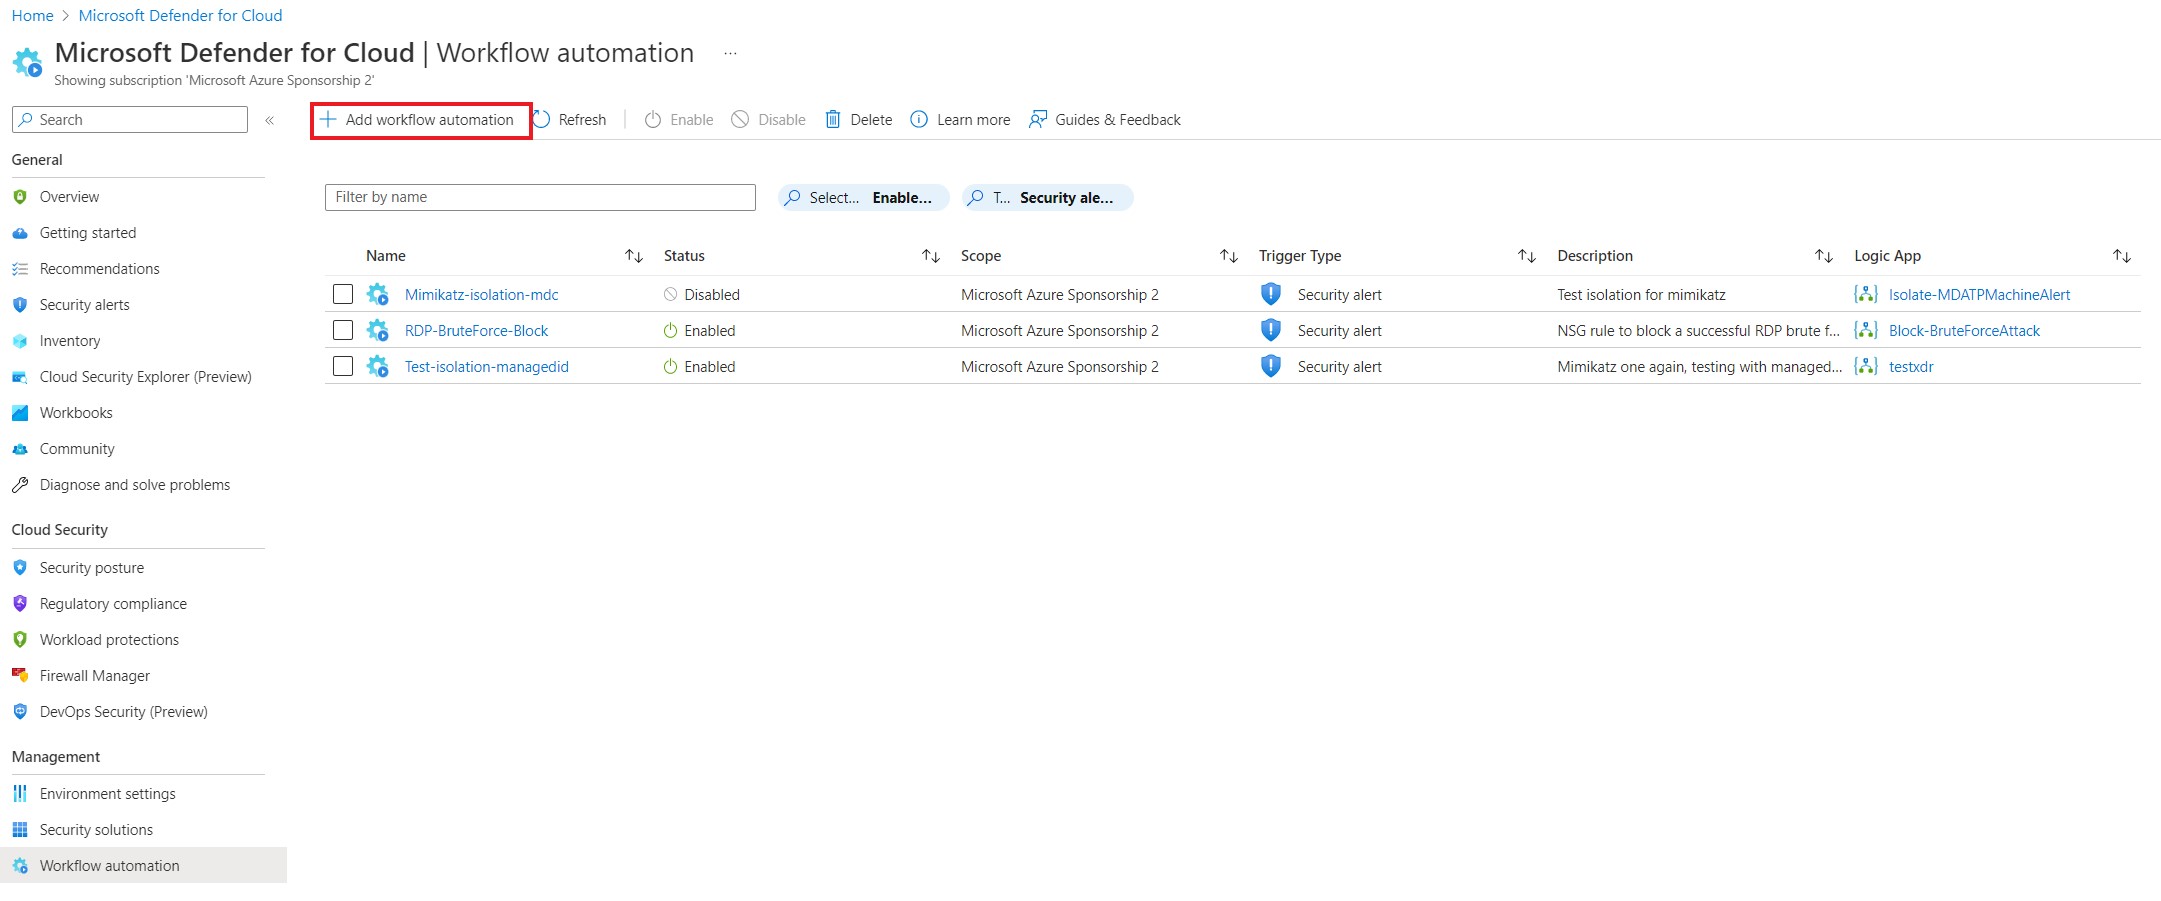 Home > Microsoft Defender for Cloud
Microsoft Defender for Cloud | Workflow automation ...
Showing subscription 'Microsoft Azure Sponsorship 2'
Search «
Add workflow automation Refresh Enable Disable Delete Learn more Guides & Feedback
General
Overview
Getting started
Recommendations
Security alerts
Inventory
Cloud Security Explorer (Preview)
Workbooks
Community
Diagnose and solve problems
Cloud Security
Security posture
Regulatory compliance
Workload protections
Firewall Manager
DevOps Security (Preview)
Management
Environment settings
Security solutions
Workflow automation
Filter by name Select... Enable... T... Security ale...
Name Status Scope Trigger Type Description Logic App
Mimikatz-isolation-mdc Disabled Microsoft Azure Sponsorship 2 Security alert Test isolation for mimikatz Isolate-MDATPMachineAlert
RDP-BruteForce-Block Enabled Microsoft Azure Sponsorship 2 Security alert NSG rule to block a successful RDP brute f... Block-BruteForceAttack
Test-isolation-managedid Enabled Microsoft Azure Sponsorship 2 Security alert Mimikatz one again, testing with managed... testxdr